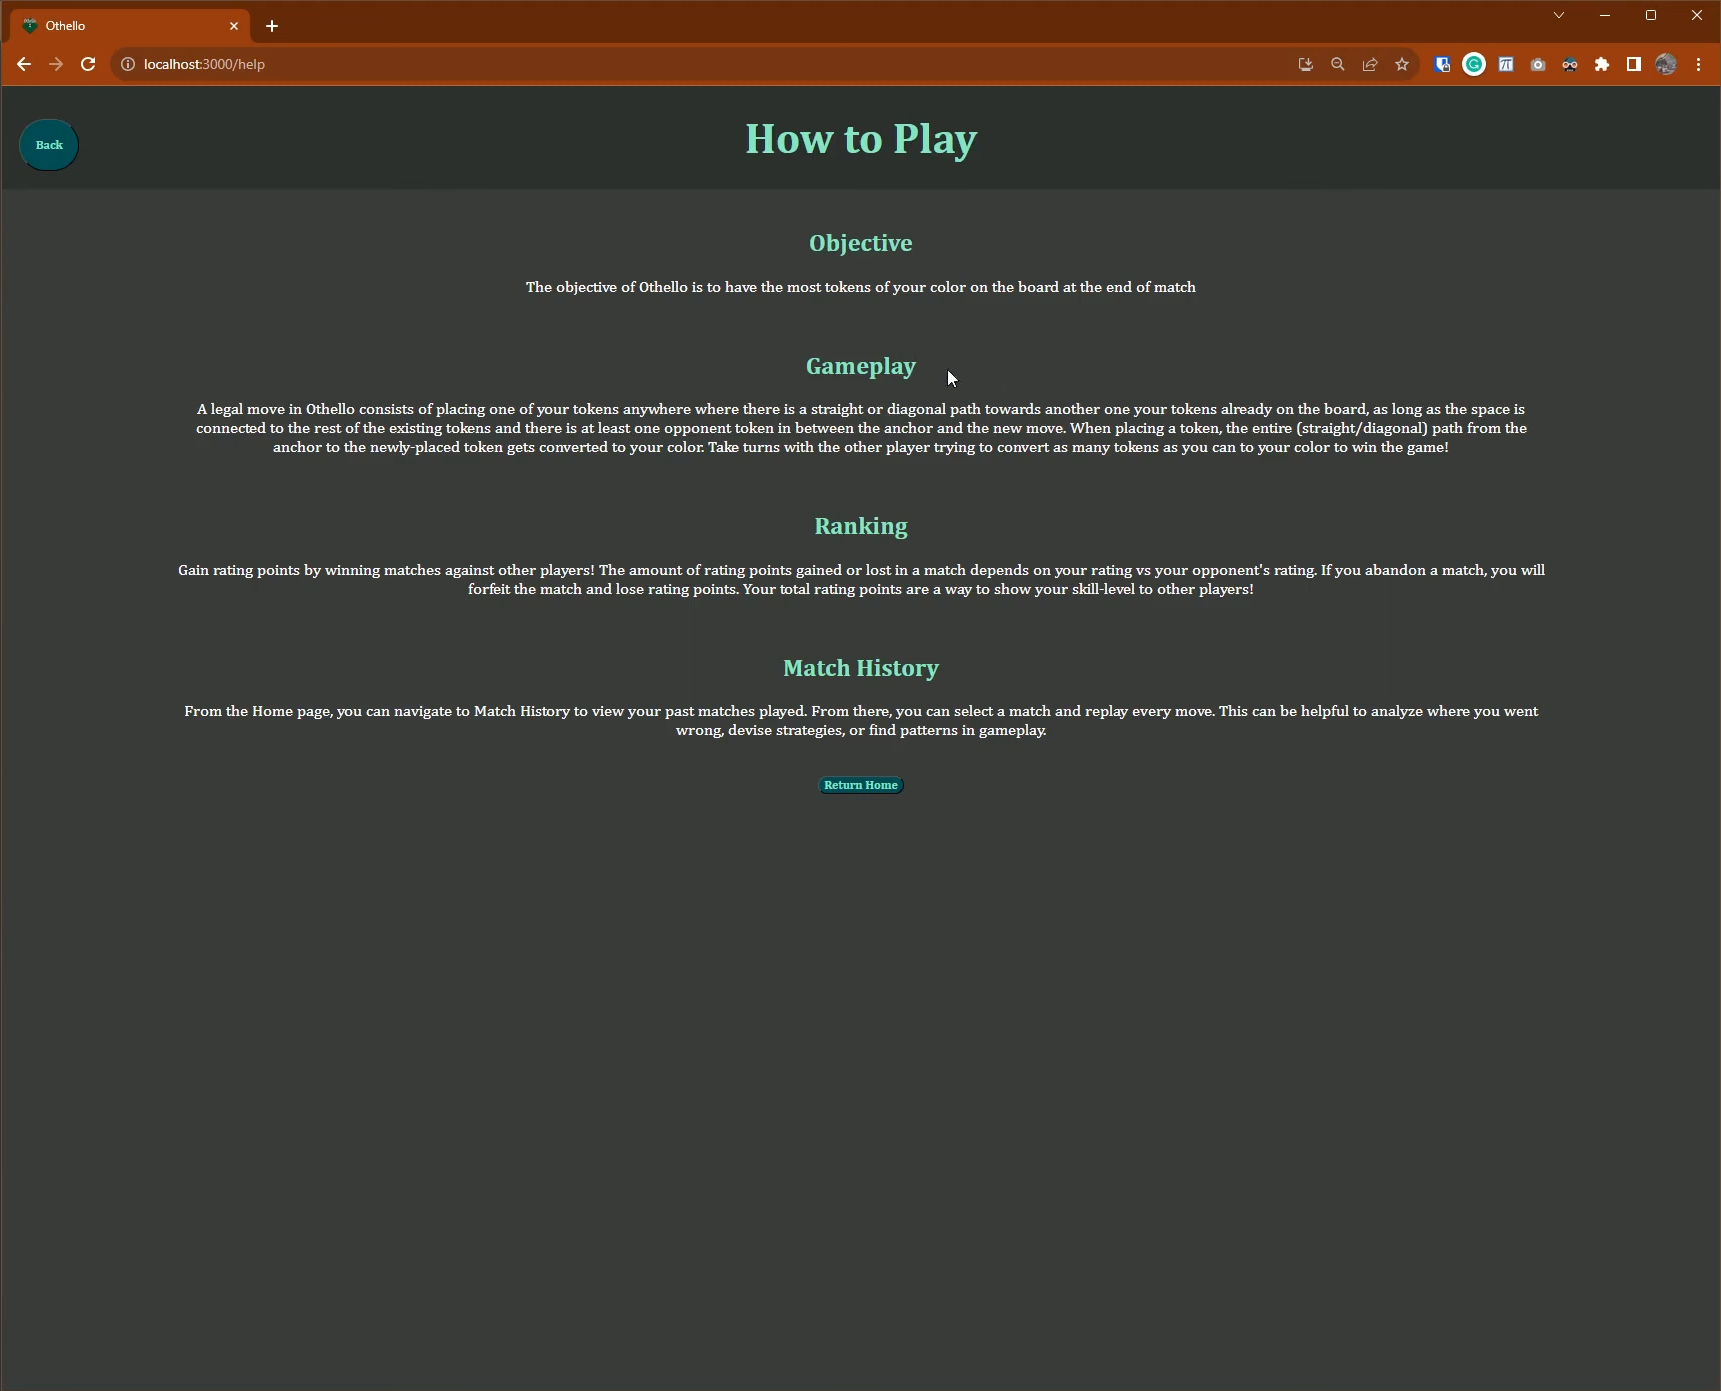 Othello
localhost:3000/help
Back
How to Play
Objective
The objective of Othello is to have the most tokens of your color on the board at the end of match
Gameplay
A legal move in Othello consists of placing one of your tokens anywhere where there is a straight or diagonal path towards another one your tokens already on the board, as long as the space is
connected to the rest of the existing tokens and there is at least one opponent token in between the anchor and the new move. When placing a token, the entire (straight/diagonal) path from the
anchor to the newly-placed token gets converted to your color. Take turns with the other player trying to convert as many tokens as you can to your color to win the game!
Ranking
Gain rating points by winning matches against other players! The amount of rating points gained or lost in a match depends on your rating vs your opponent's rating. If you abandon a match, you will
forfeit the match and lose rating points. Your total rating points are a way to show your skill-level to other players!
Match History
From the Home page, you can navigate to Match History to view your past matches played. From there, you can select a match and replay every move. This can be helpful to analyze where you went
wrong, devise strategies, or find patterns in gameplay.
Return Home